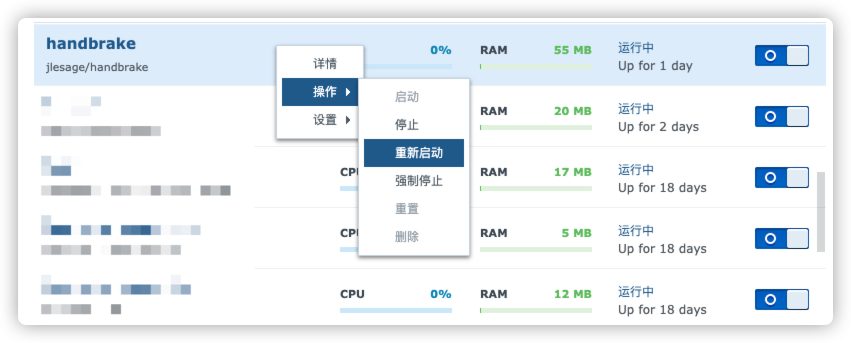 handbrake
jlesage/handbrake
0%
RAM 55 MB
运行中
Up for 1 day
详情
操作
设置
启动
停止
重新启动
强制停止
重置
删除
RAM 20 MB
运行中
Up for 2 days
CPU
RAM 17 MB
运行中
Up for 18 days
CPU
RAM 5 MB
运行中
Up for 18 days
CPU 0%
RAM 12 MB
运行中
Up for 18 days